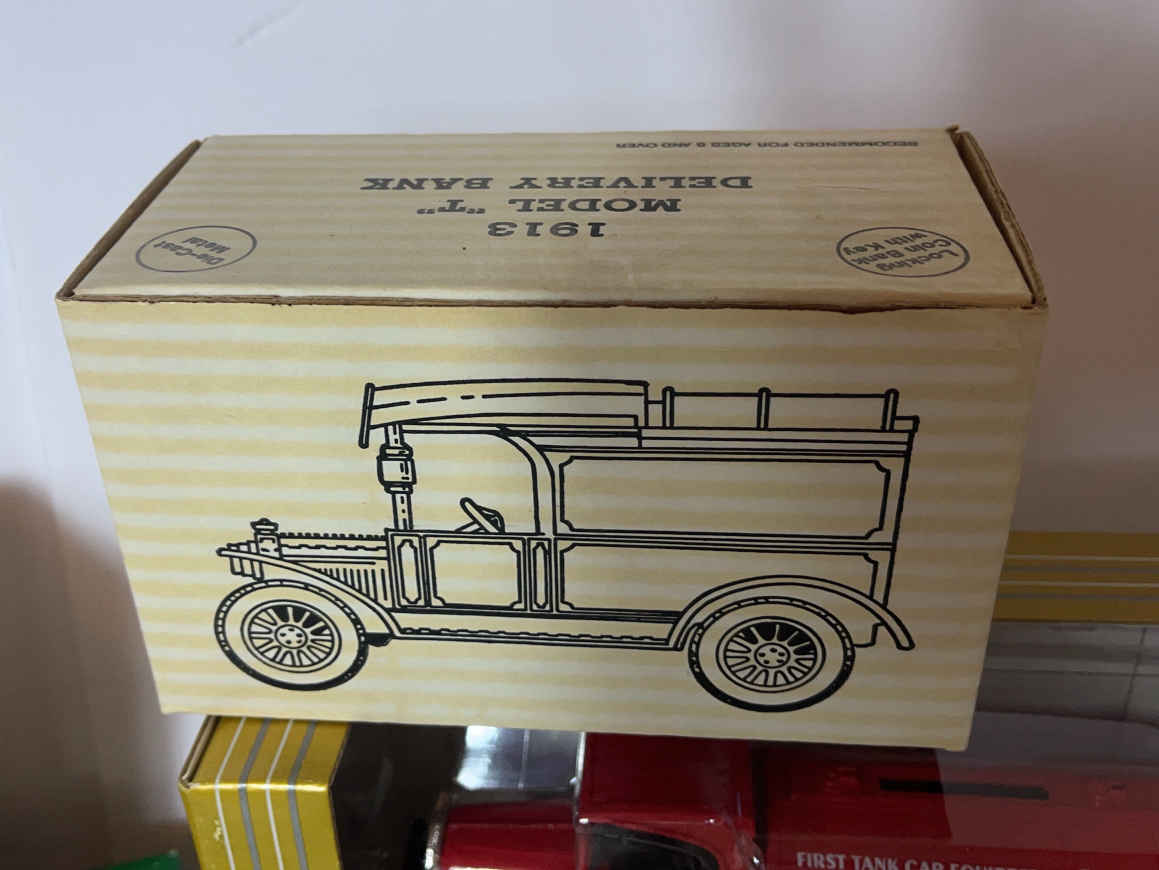 RECOMMENDED FOR AGES 8 AND OVER
1913
MODEL "T"
DELIVERY BANK
Locking
Coin Bank
with Key
Die-Cast
Metal
FIRST TANK CAR